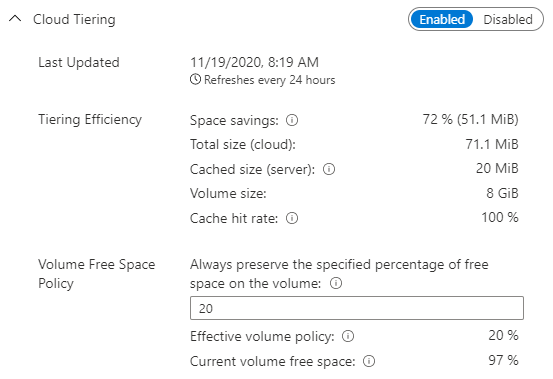 Cloud Tiering Enabled Disabled
Last Updated 11/19/2020, 8:19 AM
Refreshes every 24 hours
Tiering Efficiency Space savings: 72 % (51.1 MiB)
Total size (cloud): 71.1 MiB
Cached size (server): 20 MiB
Volume size: 8 GiB
Cache hit rate: 100 %
Volume Free Space Always preserve the specified percentage of free
Policy space on the volume:
20
Effective volume policy: 20 %
Current volume free space: 97 %